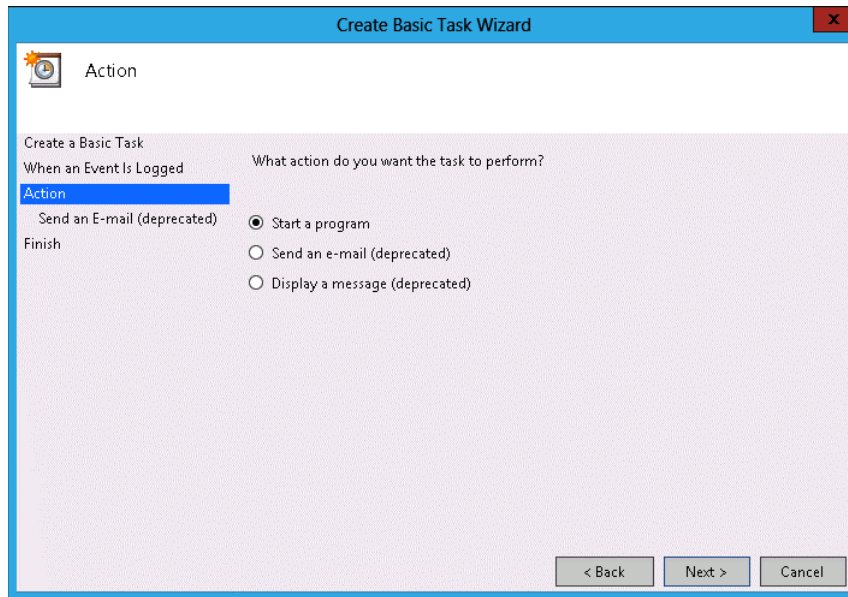 Create Basic Task Wizard
x
Action
Create a Basic Task
When an Event Is Logged
Action
Send an E-mail (deprecated)
Finish
What action do you want the task to perform?
Start a program
Send an e-mail (deprecated)
Display a message (deprecated)
< Back
Next >
Cancel